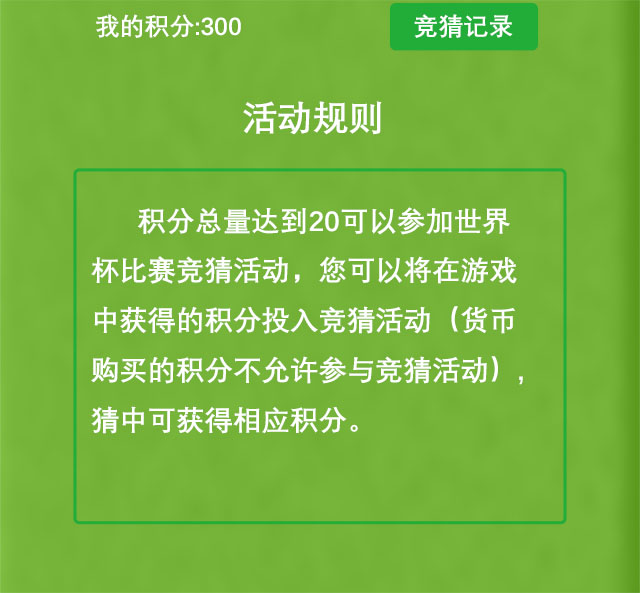 我的积分:300
竞猜记录
活动规则
积分总量达到20可以参加世界
杯比赛竞猜活动，您可以将在游戏
中获得的积分投入竞猜活动（货币
购买的积分不允许参与竞猜活动）,
猜中可获得相应积分。